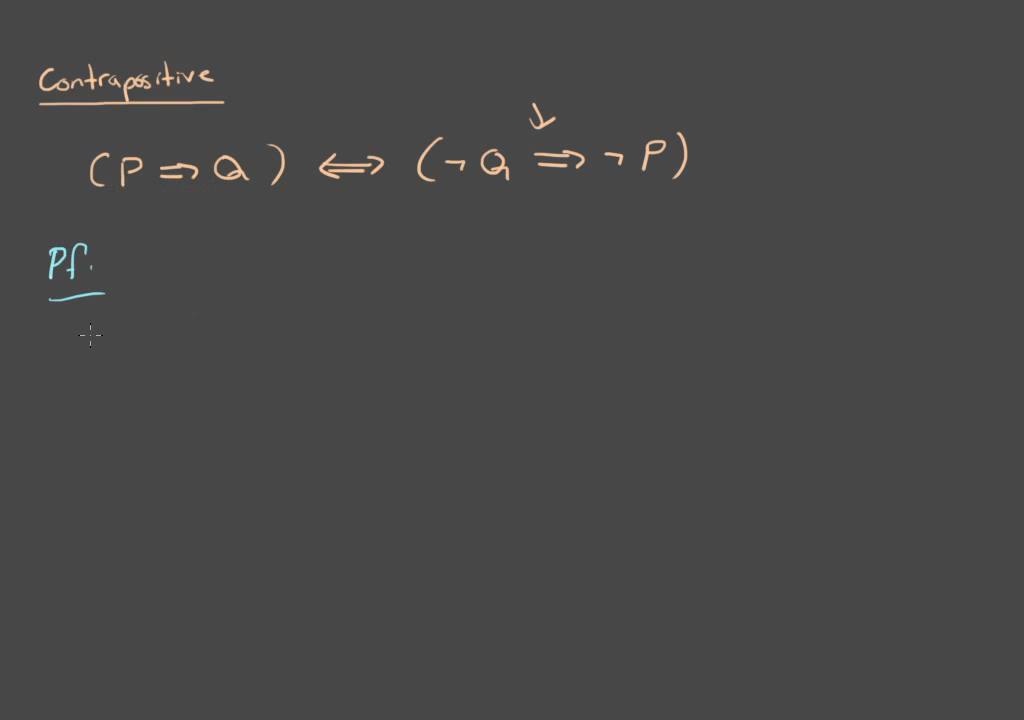 Contrapositive
(P ⇒ Q) ⟺ (¬Q ⇒ ¬P)
Pf.